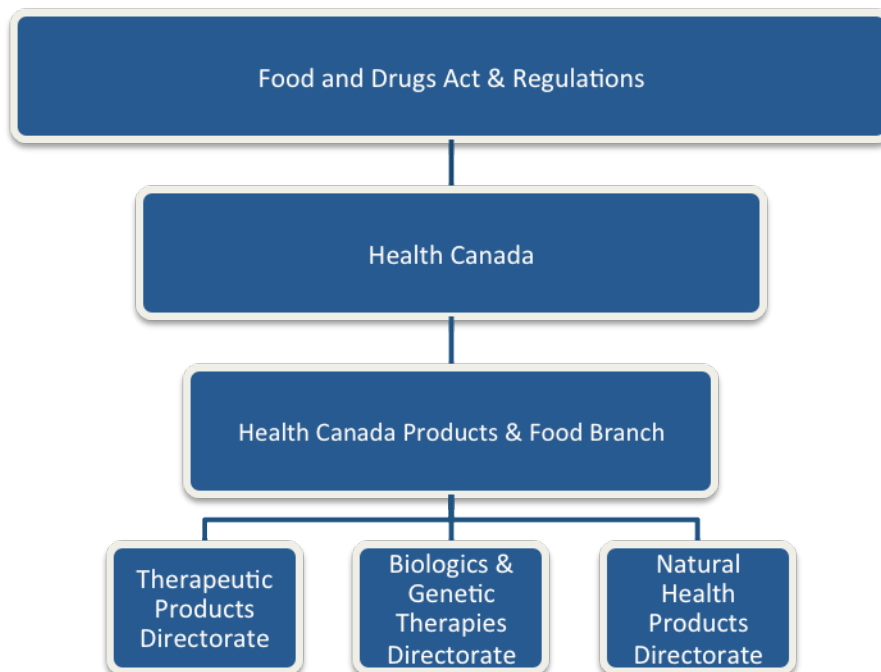 Food and Drugs Act & Regulations
Health Canada
Health Canada Products & Food Branch
Therapeutic
Products
Directorate
Biologics &
Genetic
Therapies
Directorate
Natural
Health
Products
Directorate